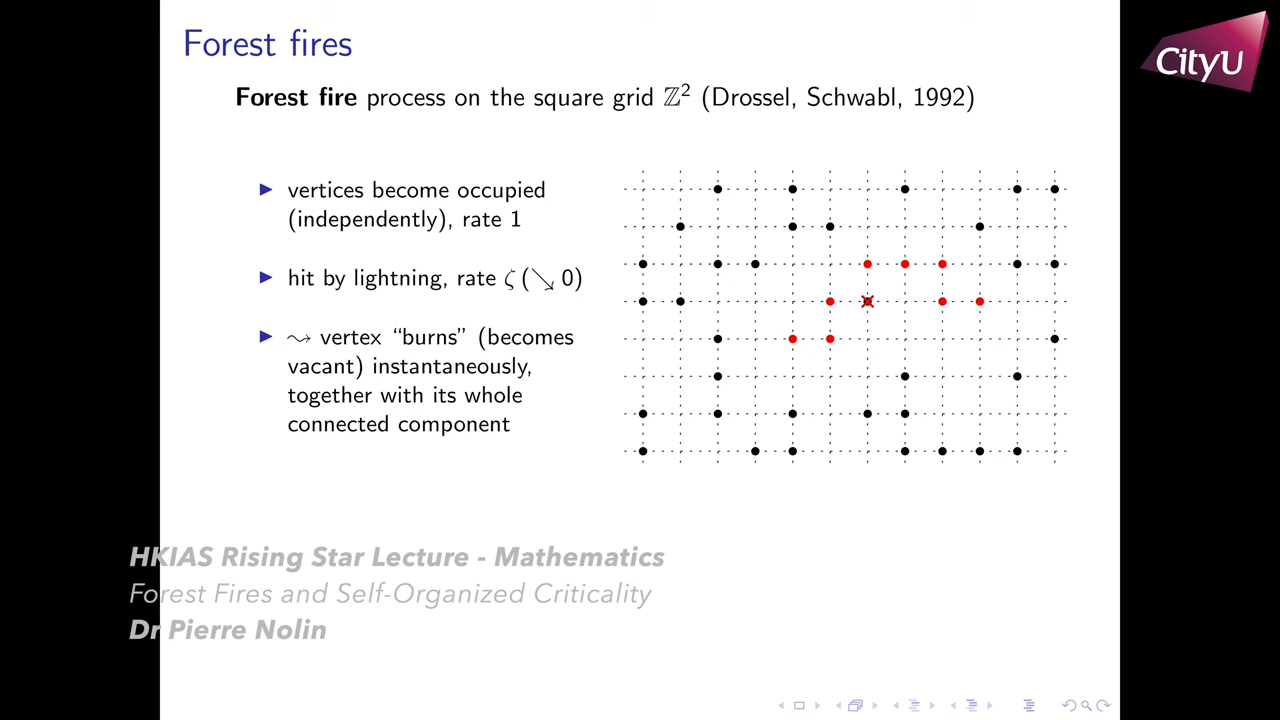 Forest fires
CityU
Forest fire process on the square grid ℤ² (Drossel, Schwabl, 1992)
▶ vertices become occupied
(independently), rate 1
▶ hit by lightning, rate ζ (↘ 0)
▶ ⤳ vertex “burns” (becomes
vacant) instantaneously,
together with its whole
connected component
HKIAS Rising Star Lecture - Mathematics
Forest Fires and Self-Organized Criticality
Dr Pierre Nolin